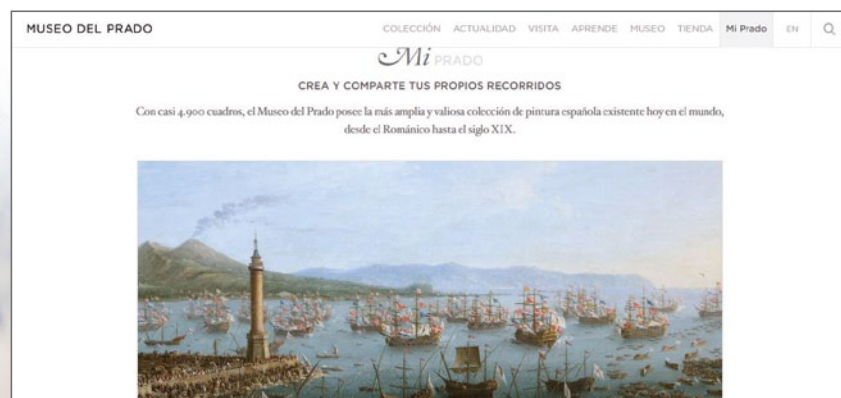 MUSEO DEL PRADO
COLECCIÓN ACTUALIDAD VISITA APRENDE MUSEO TIENDA Mi Prado EN
Mi PRADO
CREA Y COMPARTE TUS PROPIOS RECORRIDOS
Con casi 4.900 cuadros, el Museo del Prado posee la más amplia y valiosa colección de pintura española existente hoy en el mundo,
desde el Románico hasta el siglo XIX.